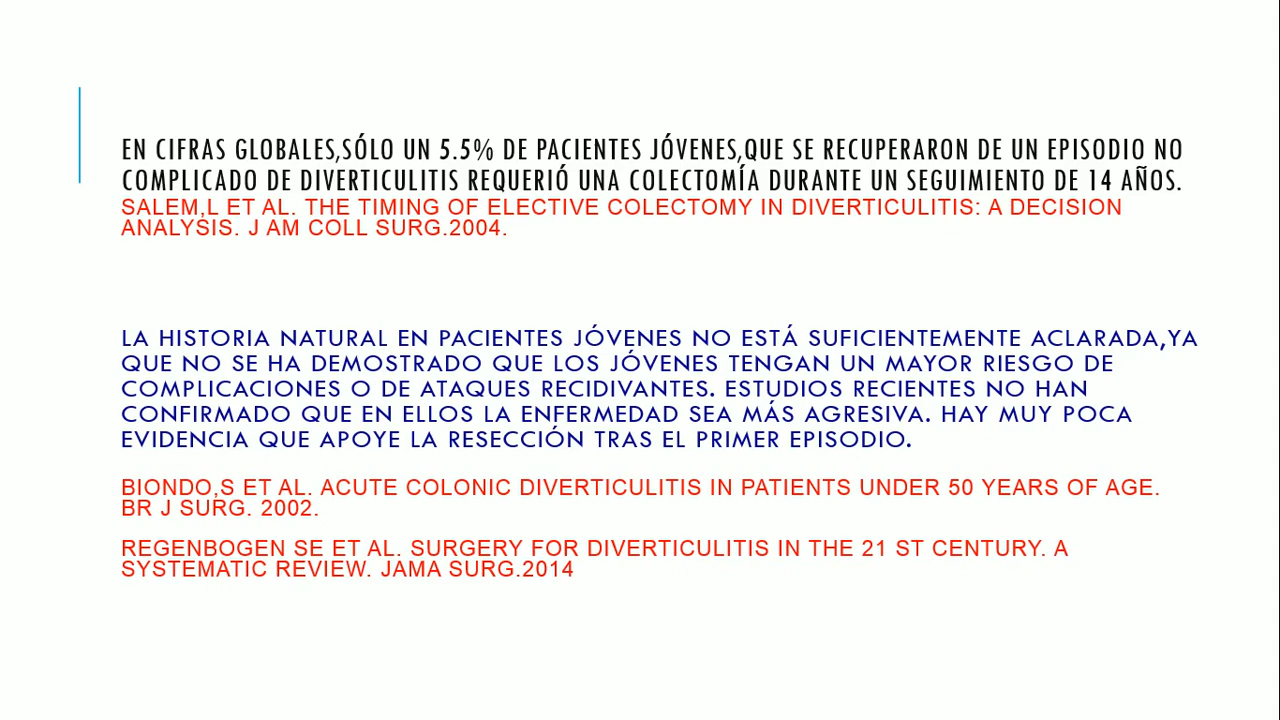 EN CIFRAS GLOBALES,SÓLO UN 5.5% DE PACIENTES JÓVENES,QUE SE RECUPERARON DE UN EPISODIO NO
COMPLICADO DE DIVERTICULITIS REQUERIÓ UNA COLECTOMÍA DURANTE UN SEGUIMIENTO DE 14 AÑOS.
SALEM,L ET AL. THE TIMING OF ELECTIVE COLECTOMY IN DIVERTICULITIS: A DECISION
ANALYSIS. J AM COLL SURG.2004.
LA HISTORIA NATURAL EN PACIENTES JÓVENES NO ESTÁ SUFICIENTEMENTE ACLARADA,YA
QUE NO SE HA DEMOSTRADO QUE LOS JÓVENES TENGAN UN MAYOR RIESGO DE
COMPLICACIONES O DE ATAQUES RECIDIVANTES. ESTUDIOS RECIENTES NO HAN
CONFIRMADO QUE EN ELLOS LA ENFERMEDAD SEA MÁS AGRESIVA. HAY MUY POCA
EVIDENCIA QUE APOYE LA RESECCIÓN TRAS EL PRIMER EPISODIO.
BIONDO,S ET AL. ACUTE COLONIC DIVERTICULITIS IN PATIENTS UNDER 50 YEARS OF AGE.
BR J SURG. 2002.
REGENBOGEN SE ET AL. SURGERY FOR DIVERTICULITIS IN THE 21 ST CENTURY. A
SYSTEMATIC REVIEW. JAMA SURG.2014